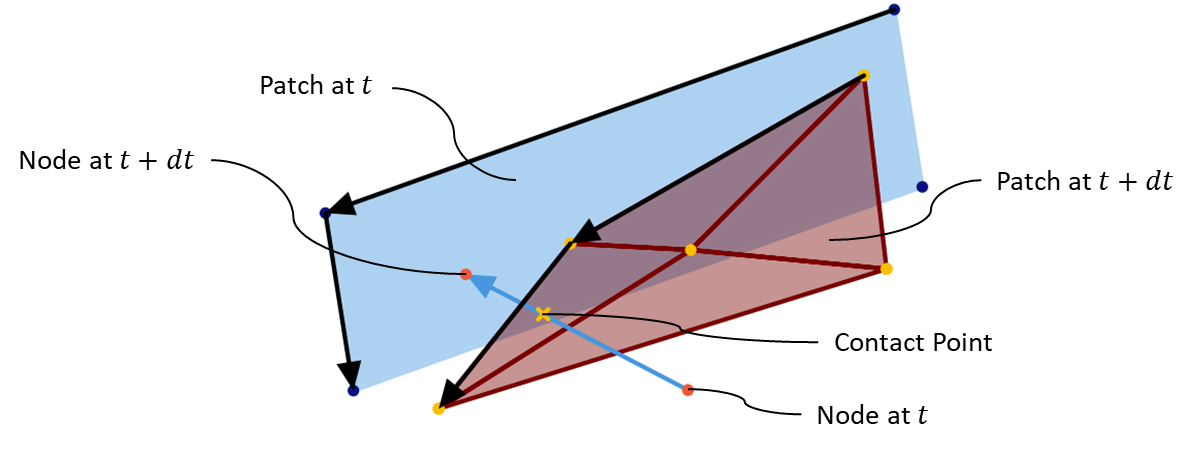 Patch at t
Node at t + dt
Patch at t + dt
Contact Point
Node at t